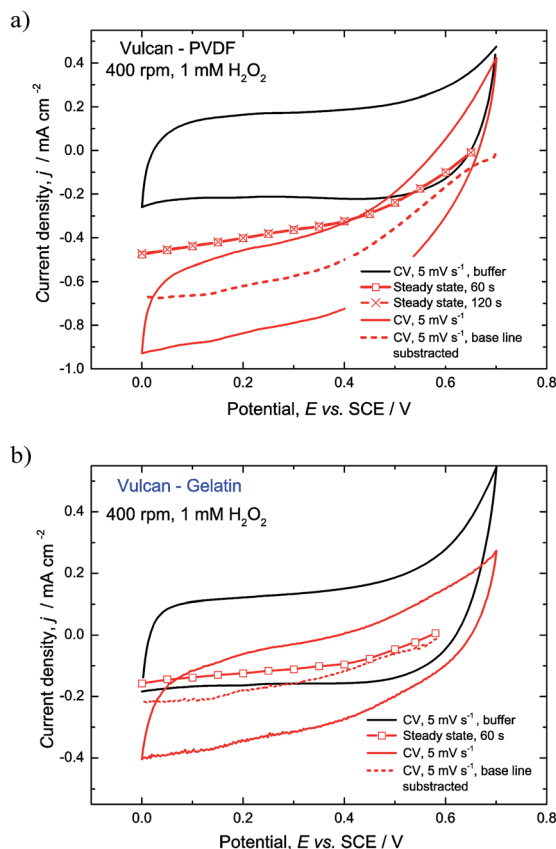 a)
Vulcan - PVDF
400 rpm, 1 mM H₂O₂
0.4
0.2
0.0
-0.2
-0.4
-0.6
-0.8
-1.0
Current density, j / mA cm⁻²
CV, 5 mV s⁻¹, buffer
Steady state, 60 s
Steady state, 120 s
CV, 5 mV s⁻¹
CV, 5 mV s⁻¹, base line
substracted
0.0 0.2 0.4 0.6 0.8
Potential, E vs. SCE / V
b)
Vulcan - Gelatin
400 rpm, 1 mM H₂O₂
0.4
0.2
0.0
-0.2
-0.4
Current density, j / mA cm⁻²
CV, 5 mV s⁻¹, buffer
Steady state, 60 s
CV, 5 mV s⁻¹
CV, 5 mV s⁻¹, base line
substracted
0.0 0.2 0.4 0.6 0.8
Potential, E vs. SCE / V